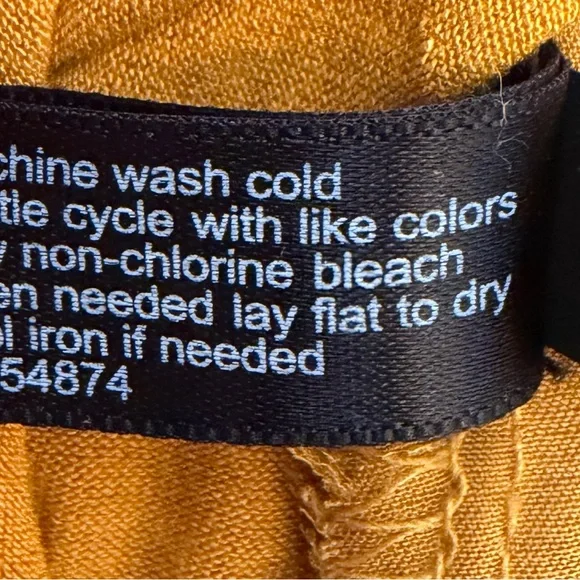 chine wash cold
tle cycle with like colors
y non-chlorine bleach
en needed lay flat to dry
l iron if needed
54874